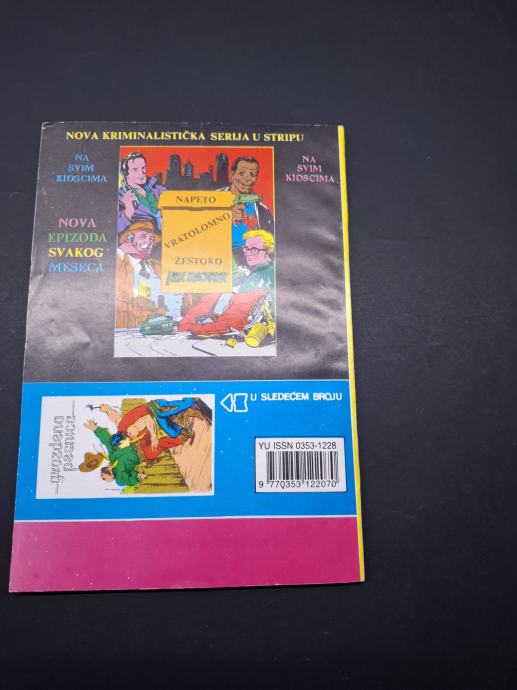 NOVA KRIMINALISTIČKA SERIJA U STRIPU
NA
SVIM
KIOSCIMA
NA
SVIM
KIOSCIMA
NOVA
EPIZODA
SVAKOG
MESECA
NAPETO
VRATOLOMNO
ŽESTOKO
U SLEDEĆEM BROJU
gvozdeni
pesnica
YU ISSN 0353-1228
9 770353 122070